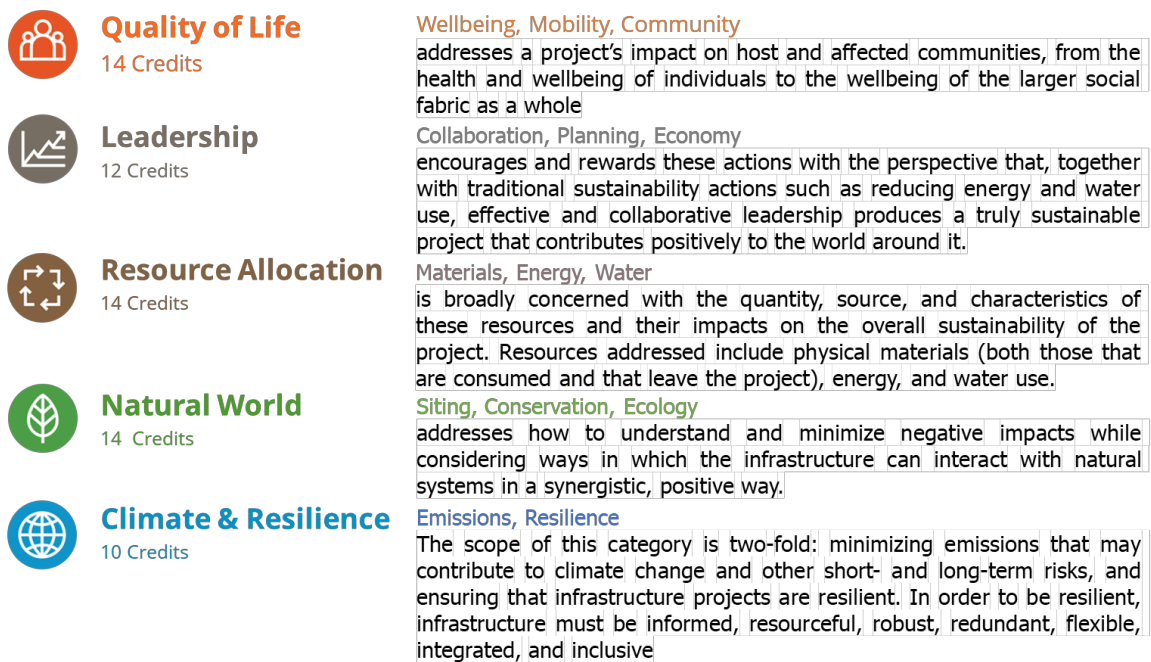 Quality of Life
14 Credits
Wellbeing, Mobility, Community
addresses a project’s impact on host and affected communities, from the
health and wellbeing of individuals to the wellbeing of the larger social
fabric as a whole
Leadership
12 Credits
Collaboration, Planning, Economy
encourages and rewards these actions with the perspective that, together
with traditional sustainability actions such as reducing energy and water
use, effective and collaborative leadership produces a truly sustainable
project that contributes positively to the world around it.
Resource Allocation
14 Credits
Materials, Energy, Water
is broadly concerned with the quantity, source, and characteristics of
these resources and their impacts on the overall sustainability of the
project. Resources addressed include physical materials (both those that
are consumed and that leave the project), energy, and water use.
Natural World
14 Credits
Siting, Conservation, Ecology
addresses how to understand and minimize negative impacts while
considering ways in which the infrastructure can interact with natural
systems in a synergistic, positive way.
Climate & Resilience
10 Credits
Emissions, Resilience
The scope of this category is two-fold: minimizing emissions that may
contribute to climate change and other short- and long-term risks, and
ensuring that infrastructure projects are resilient. In order to be resilient,
infrastructure must be informed, resourceful, robust, redundant, flexible,
integrated, and inclusive